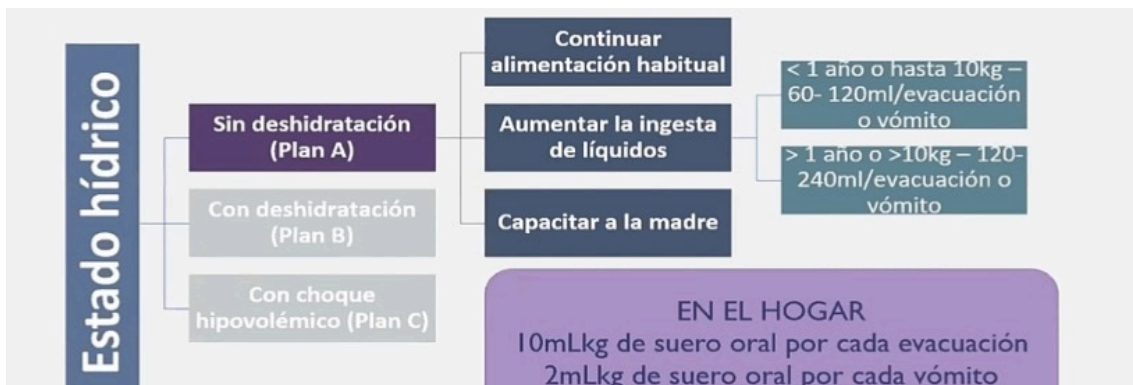 Estado hídrico
Sin deshidratación
(Plan A)
Con deshidratación
(Plan B)
Con choque
hipovolémico (Plan C)
Continuar
alimentación habitual
Aumentar la ingesta
de líquidos
Capacitar a la madre
< 1 año o hasta 10kg –
60- 120ml/evacuación
o vómito
> 1 año o >10kg – 120-
240ml/evacuación o
vómito
EN EL HOGAR
10mLkg de suero oral por cada evacuación
2mLkg de suero oral por cada vómito